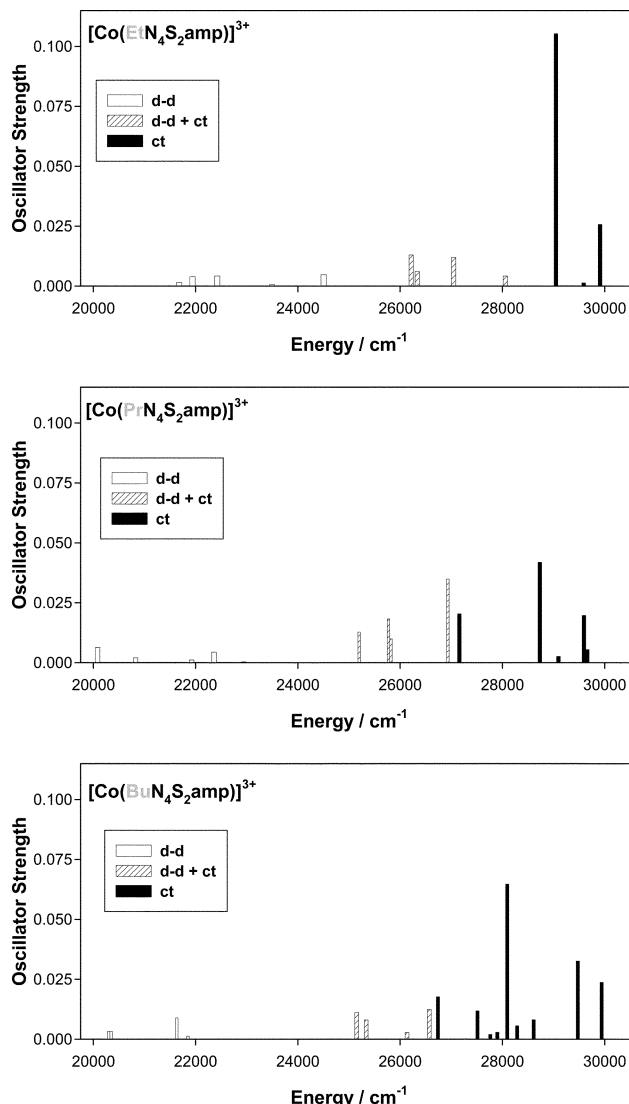 [Co(EtN₄S₂amp)]³⁺
d-d
d-d + ct
ct
Oscillator Strength
0.100
0.075
0.050
0.025
0.000
20000 22000 24000 26000 28000 30000
Energy / cm⁻¹
[Co(PrN₄S₂amp)]³⁺
d-d
d-d + ct
ct
Oscillator Strength
0.100
0.075
0.050
0.025
0.000
20000 22000 24000 26000 28000 30000
Energy / cm⁻¹
[Co(BuN₄S₂amp)]³⁺
d-d
d-d + ct
ct
Oscillator Strength
0.100
0.075
0.050
0.025
0.000
20000 22000 24000 26000 28000 30000
Energy / cm⁻¹